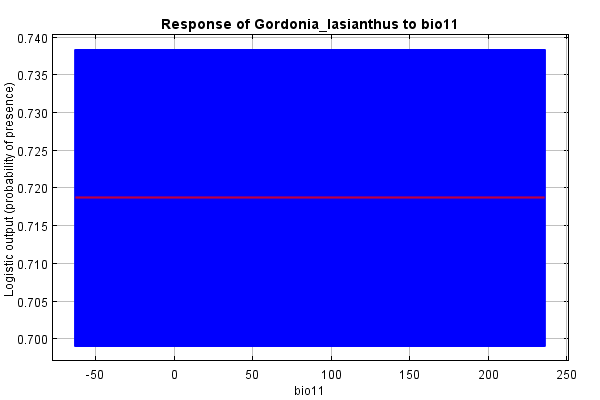 Response of Gordonia_lasianthus to bio11
Logistic output (probability of presence)
0.740
0.735
0.730
0.725
0.720
0.715
0.710
0.705
0.700
-50 0 50 100 150 200 250
bio11